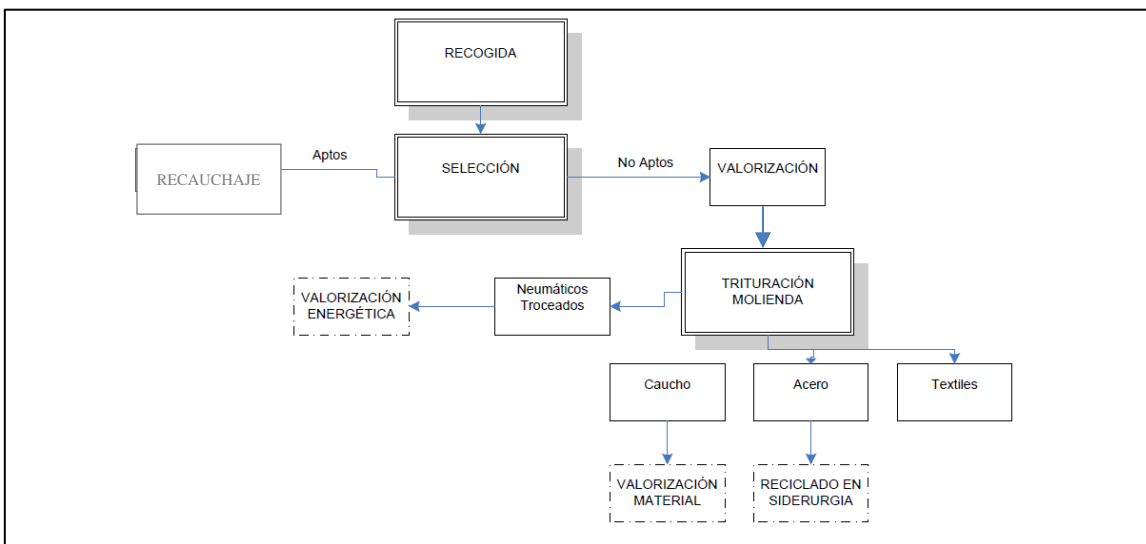 RECOGIDA
Aptos
SELECCIÓN
No Aptos
VALORIZACIÓN
RECAUCHAJE
VALORIZACIÓN
ENERGÉTICA
Neumáticos
Troceados
TRITURACIÓN
MOLIENDA
Caucho
Acero
Textiles
VALORIZACIÓN
MATERIAL
RECICLADO EN
SIDERURGIA